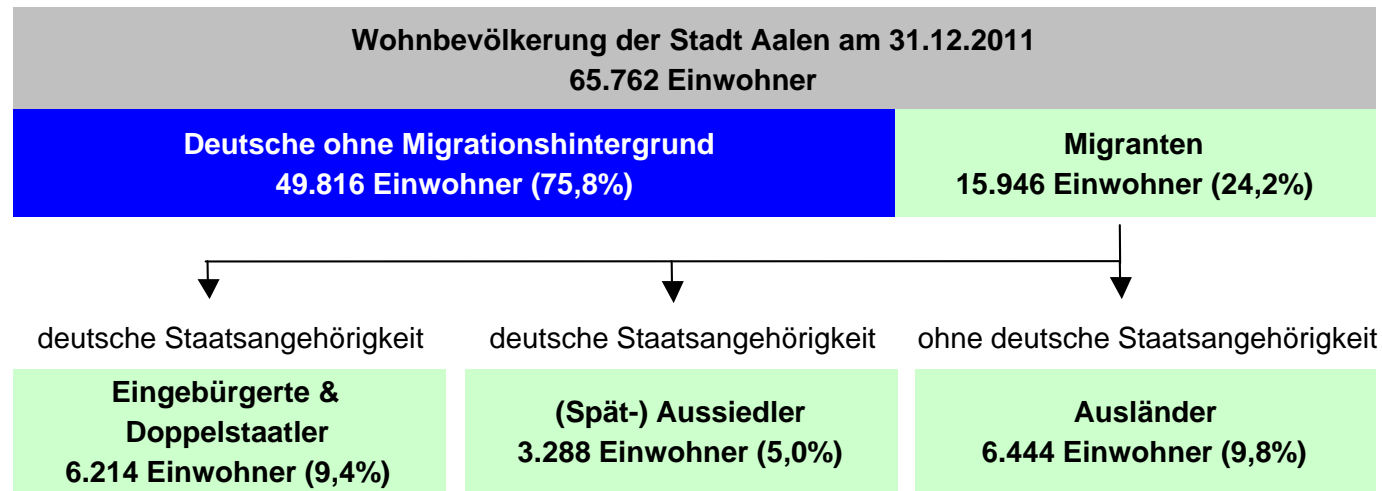 Wohnbevölkerung der Stadt Aalen am 31.12.2011
65.762 Einwohner
Deutsche ohne Migrationshintergrund
49.816 Einwohner (75,8%)
Migranten
15.946 Einwohner (24,2%)
deutsche Staatsangehörigkeit
Eingebürgerte &
Doppelstaatler
6.214 Einwohner (9,4%)
deutsche Staatsangehörigkeit
(Spät-) Aussiedler
3.288 Einwohner (5,0%)
ohne deutsche Staatsangehörigkeit
Ausländer
6.444 Einwohner (9,8%)